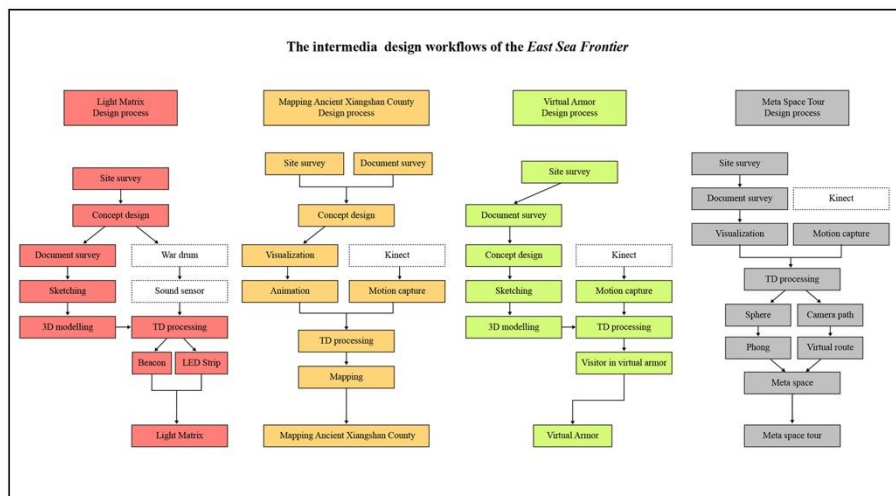 The intermedia design workflows of the East Sea Frontier
Light Matrix
Design process
Site survey
Concept design
Document survey
War drum
Sketching
Sound sensor
3D modelling
TD processing
Beacon
LED Strip
Light Matrix
Mapping Ancient Xiangshan County
Design process
Site survey
Document survey
Concept design
Visualization
Kinect
Animation
Motion capture
TD processing
Mapping
Mapping Ancient Xiangshan County
Virtual Armor
Design process
Site survey
Document survey
Concept design
Kinect
Sketching
Motion capture
3D modelling
TD processing
Visitor in virtual armor
Virtual Armor
Meta Space Tour
Design process
Site survey
Document survey
Kinect
Visualization
Motion capture
TD processing
Sphere
Camera path
Phong
Virtual route
Meta space
Meta space tour